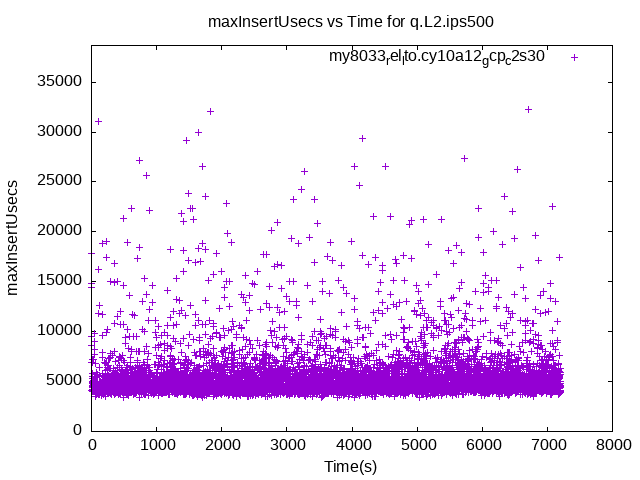 maxInsertUsecs vs Time for q.L2.ips500
my8033rellto.cy10a12gcpc2s30
35000
30000
25000
20000
15000
10000
5000
0
maxInsertUsecs
0 1000 2000 3000 4000 5000 6000 7000 8000
Time(s)